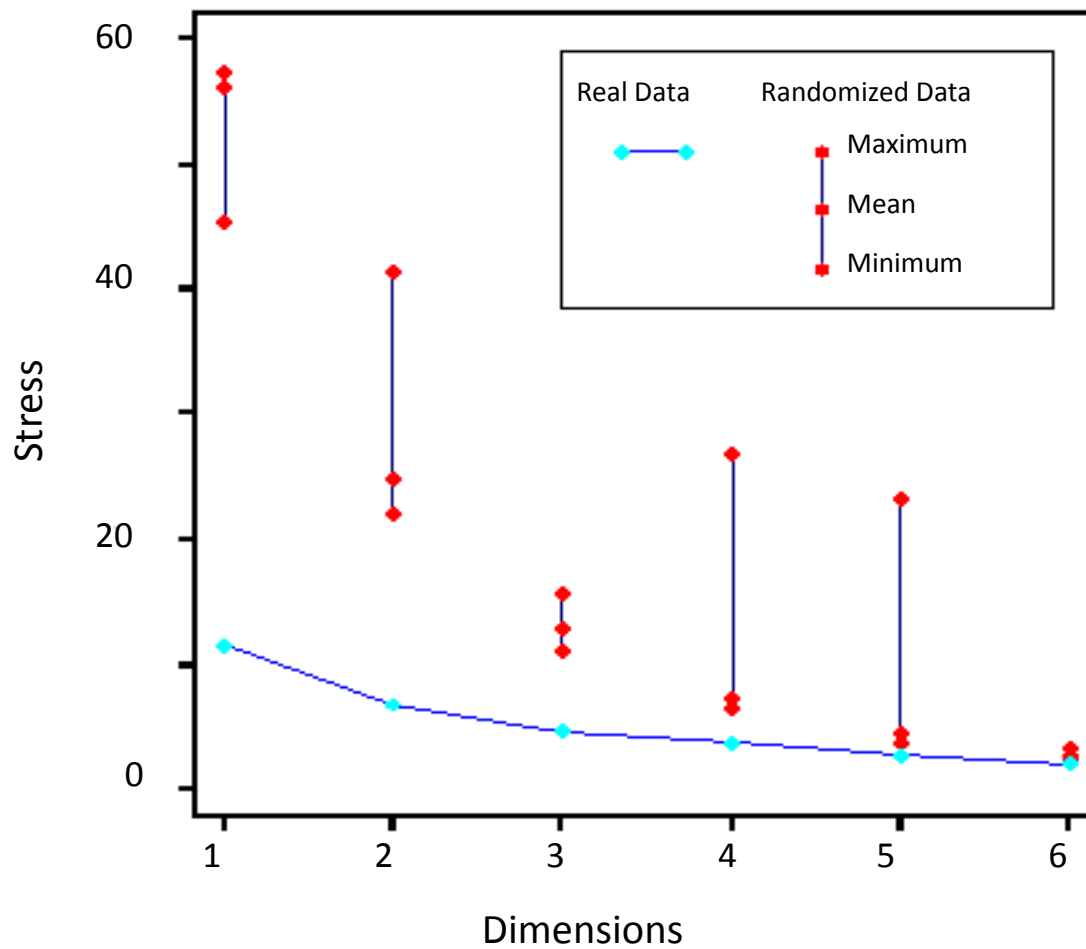 60
40
20
0
Stress
Real Data
Randomized Data
Maximum
Mean
Minimum
1 2 3 4 5 6
Dimensions